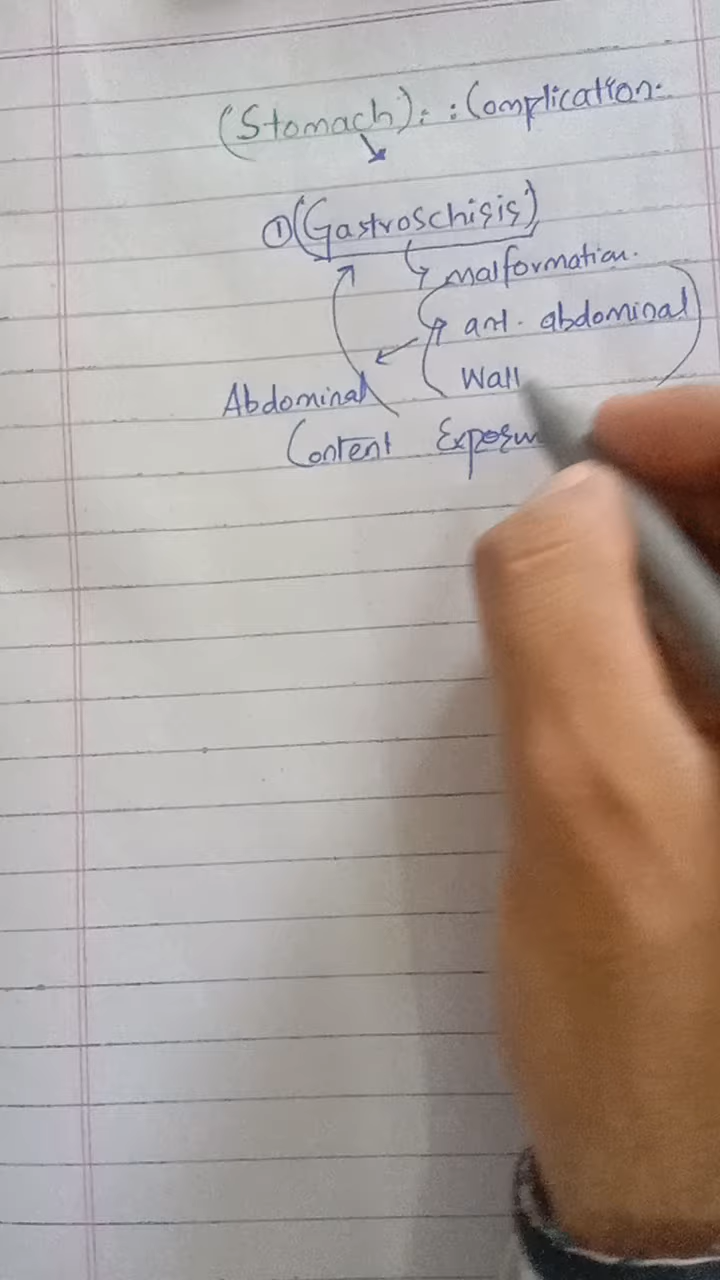 (Stomach): : Complication.
①(Gastroschisis)
malformation.
ant. abdominal
Wall
Abdominal
Content